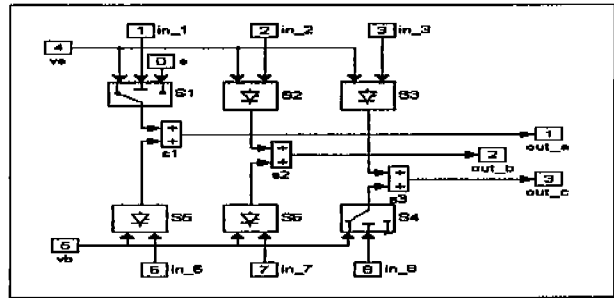 1 in_1 2 in_2 3 in_3
4 0 e
va
S1 S2 S3
+ +
s1
1
out_a
+ +
s2
2
out_b
+ +
s3
3
out_c
S5 S6 S4
5
vb
6 in_6 7 in_7 8 in_8